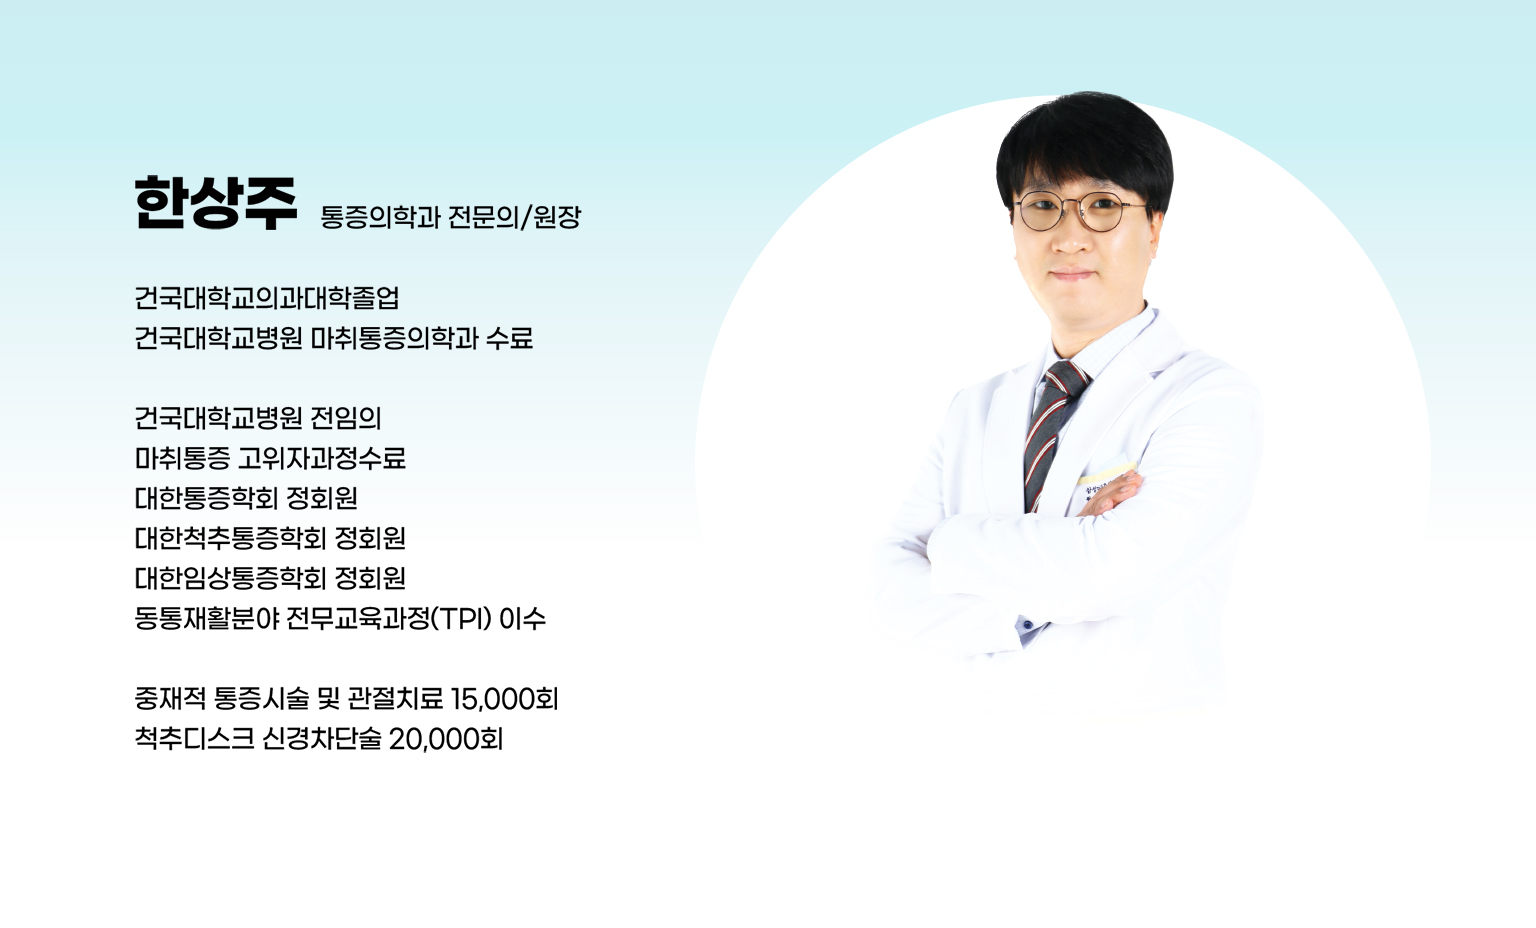 한상주 통증의학과 전문의/원장
건국대학교의과대학졸업
건국대학교병원 마취통증의학과 수료
건국대학교병원 전임의
마취통증 고위자과정수료
대한통증학회 정회원
대한척추통증학회 정회원
대한임상통증학회 정회원
동통재활분야 전무교육과정(TPI) 이수
중재적 통증시술 및 관절치료 15,000회
척추디스크 신경차단술 20,000회